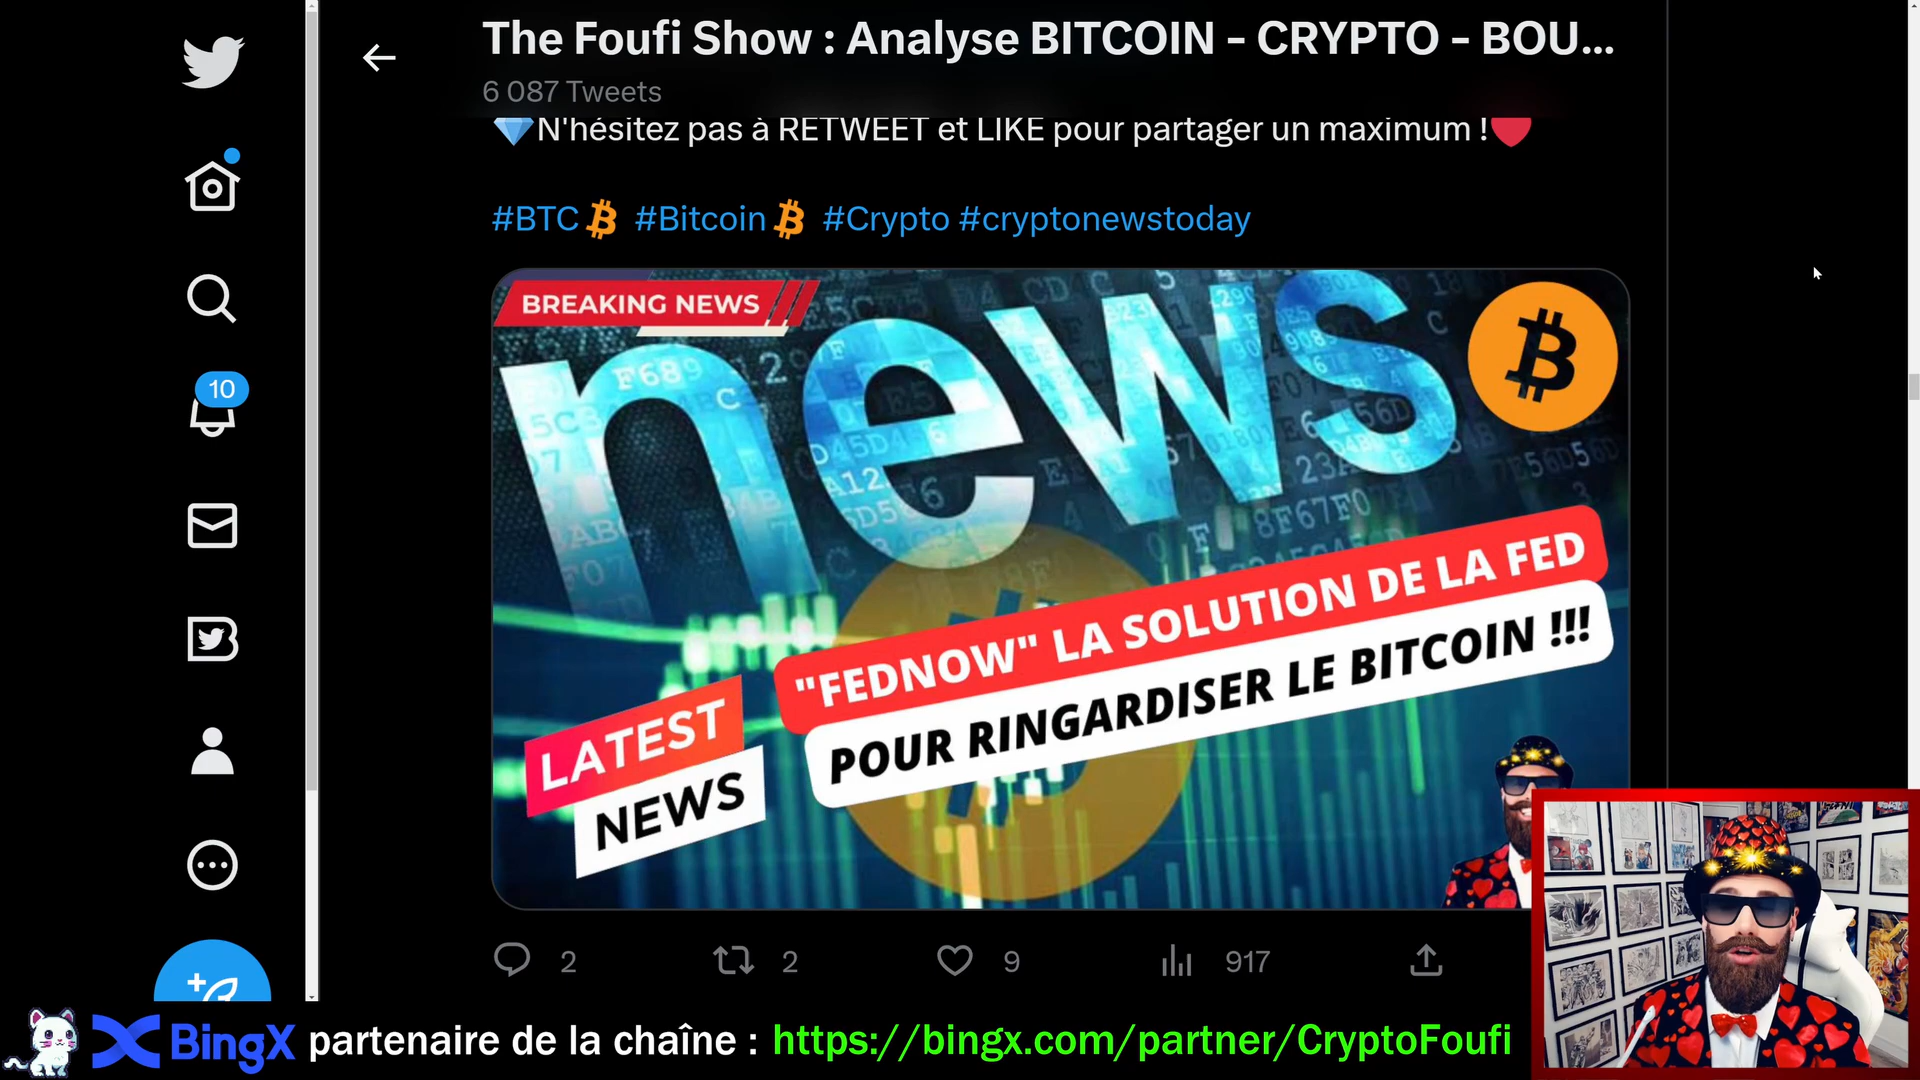 The Foufi Show : Analyse BITCOIN - CRYPTO - BOU...
6 087 Tweets
N'hésitez pas à RETWEET et LIKE pour partager un maximum !
#BTC #Bitcoin #Crypto #cryptonewstoday
10
BREAKING NEWS
news
"FEDNOW" LA SOLUTION DE LA FED
POUR RINGARDISER LE BITCOIN !!!
LATEST
NEWS
2
2
9
917
BingX partenaire de la chaîne : https://bingx.com/partner/CryptoFoufi